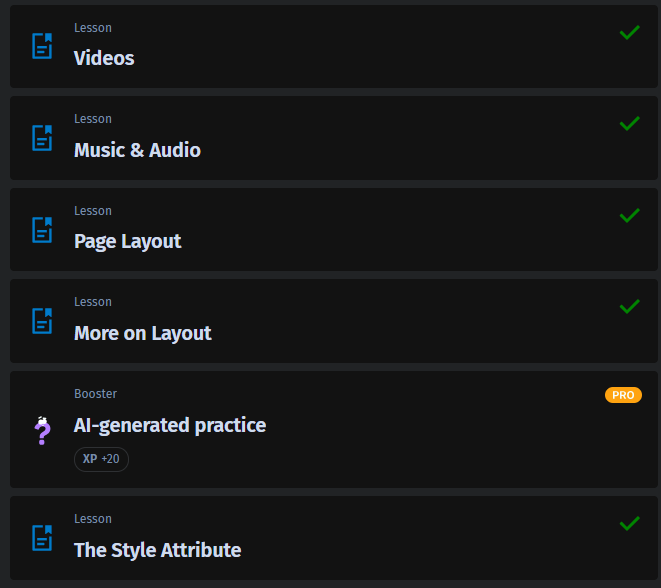 Lesson
Videos
Lesson
Music & Audio
Lesson
Page Layout
Lesson
More on Layout
Booster
PRO
AI-generated practice
XP +20
Lesson
The Style Attribute